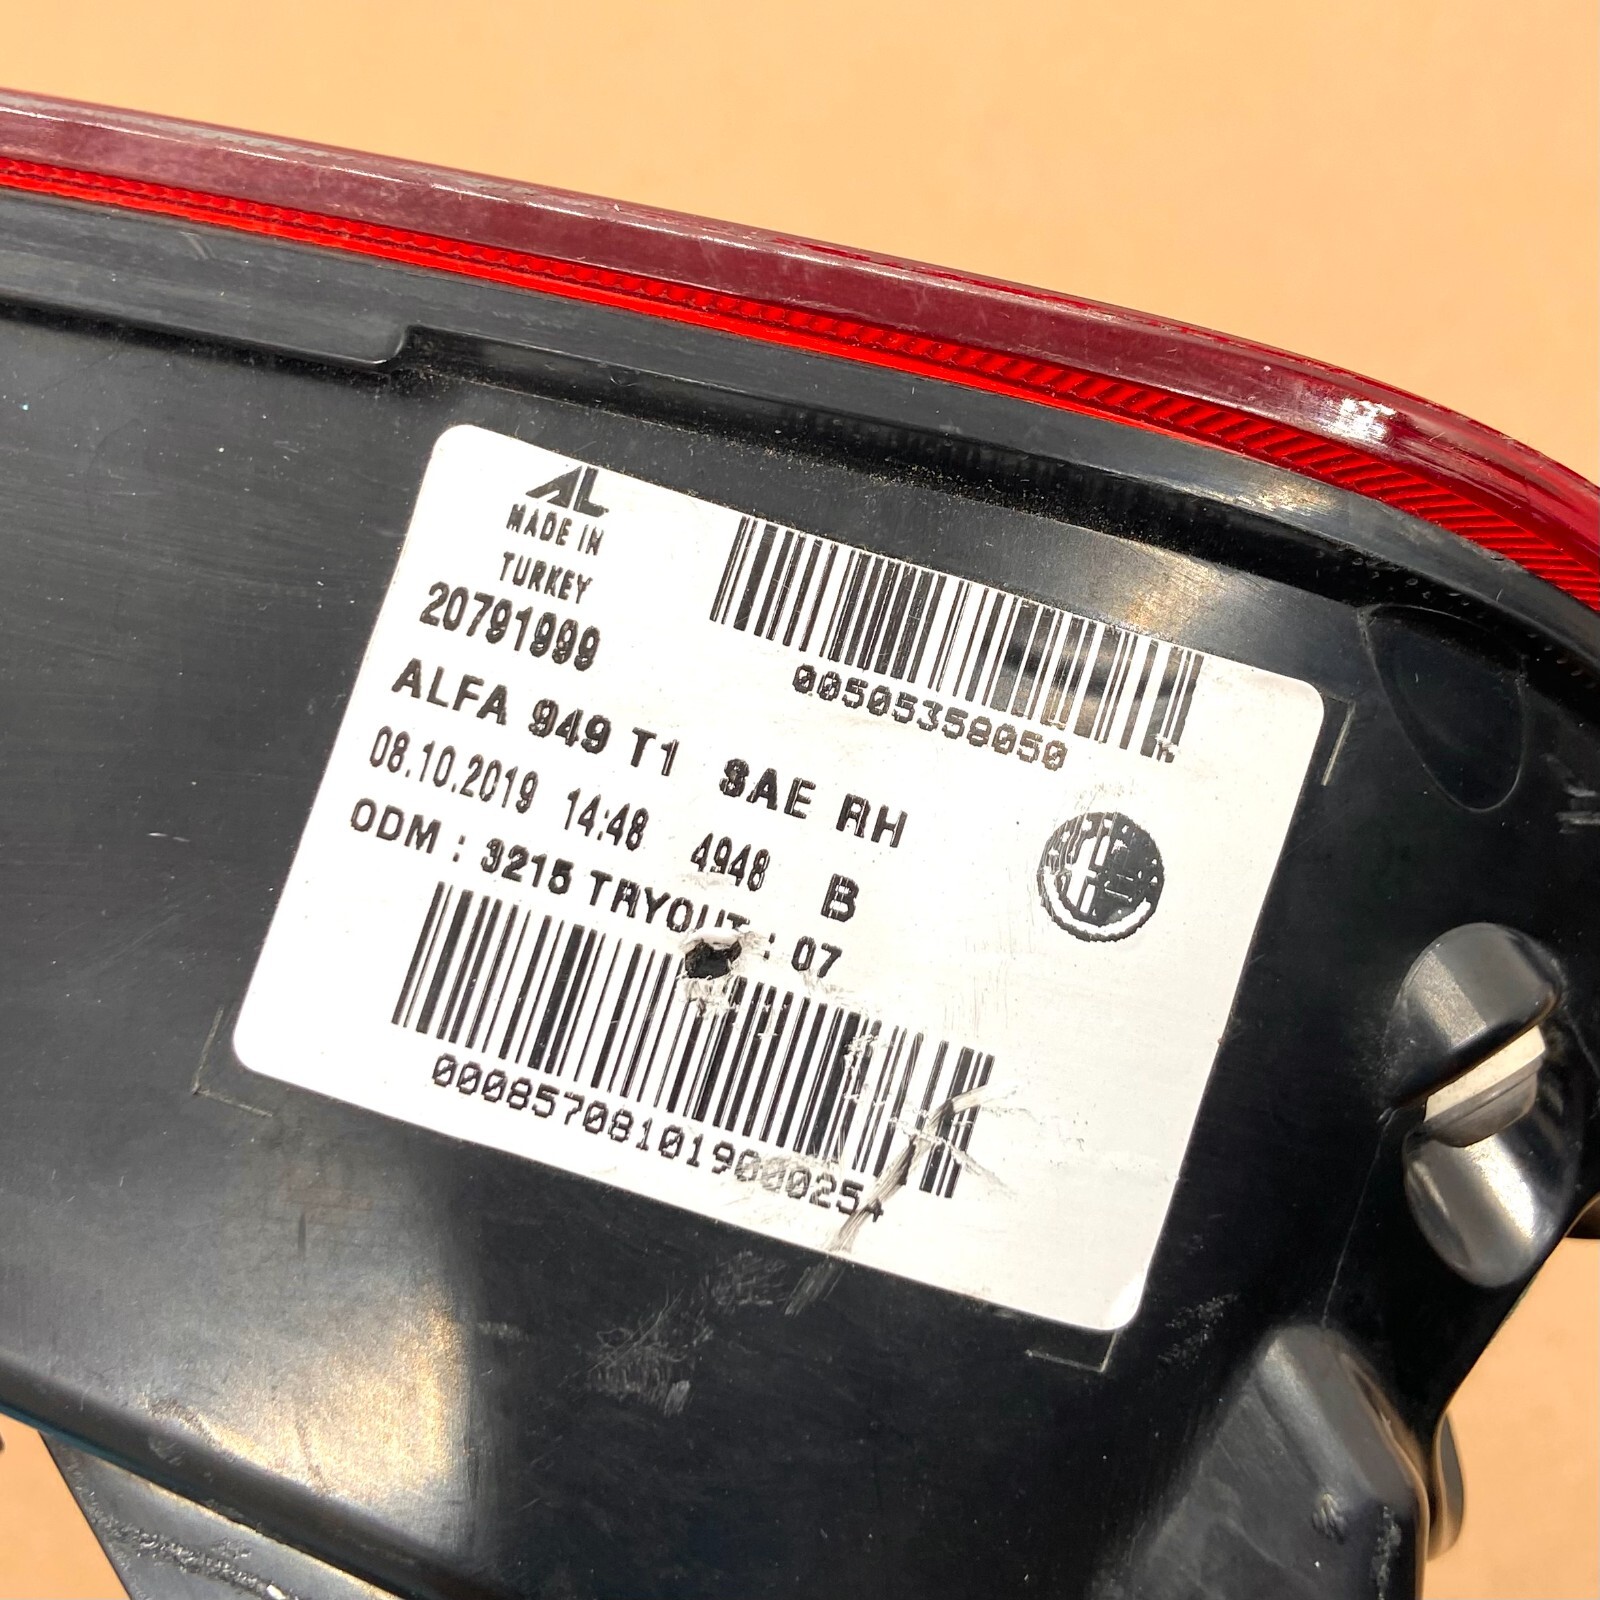 AL
MADE IN
TURKEY
20791999
00505358050
ALFA 949 T1 SAE RH
08.10.2019 14:48 4948 B
ODM : 3215 TRYOUT : 07
000857081019000254